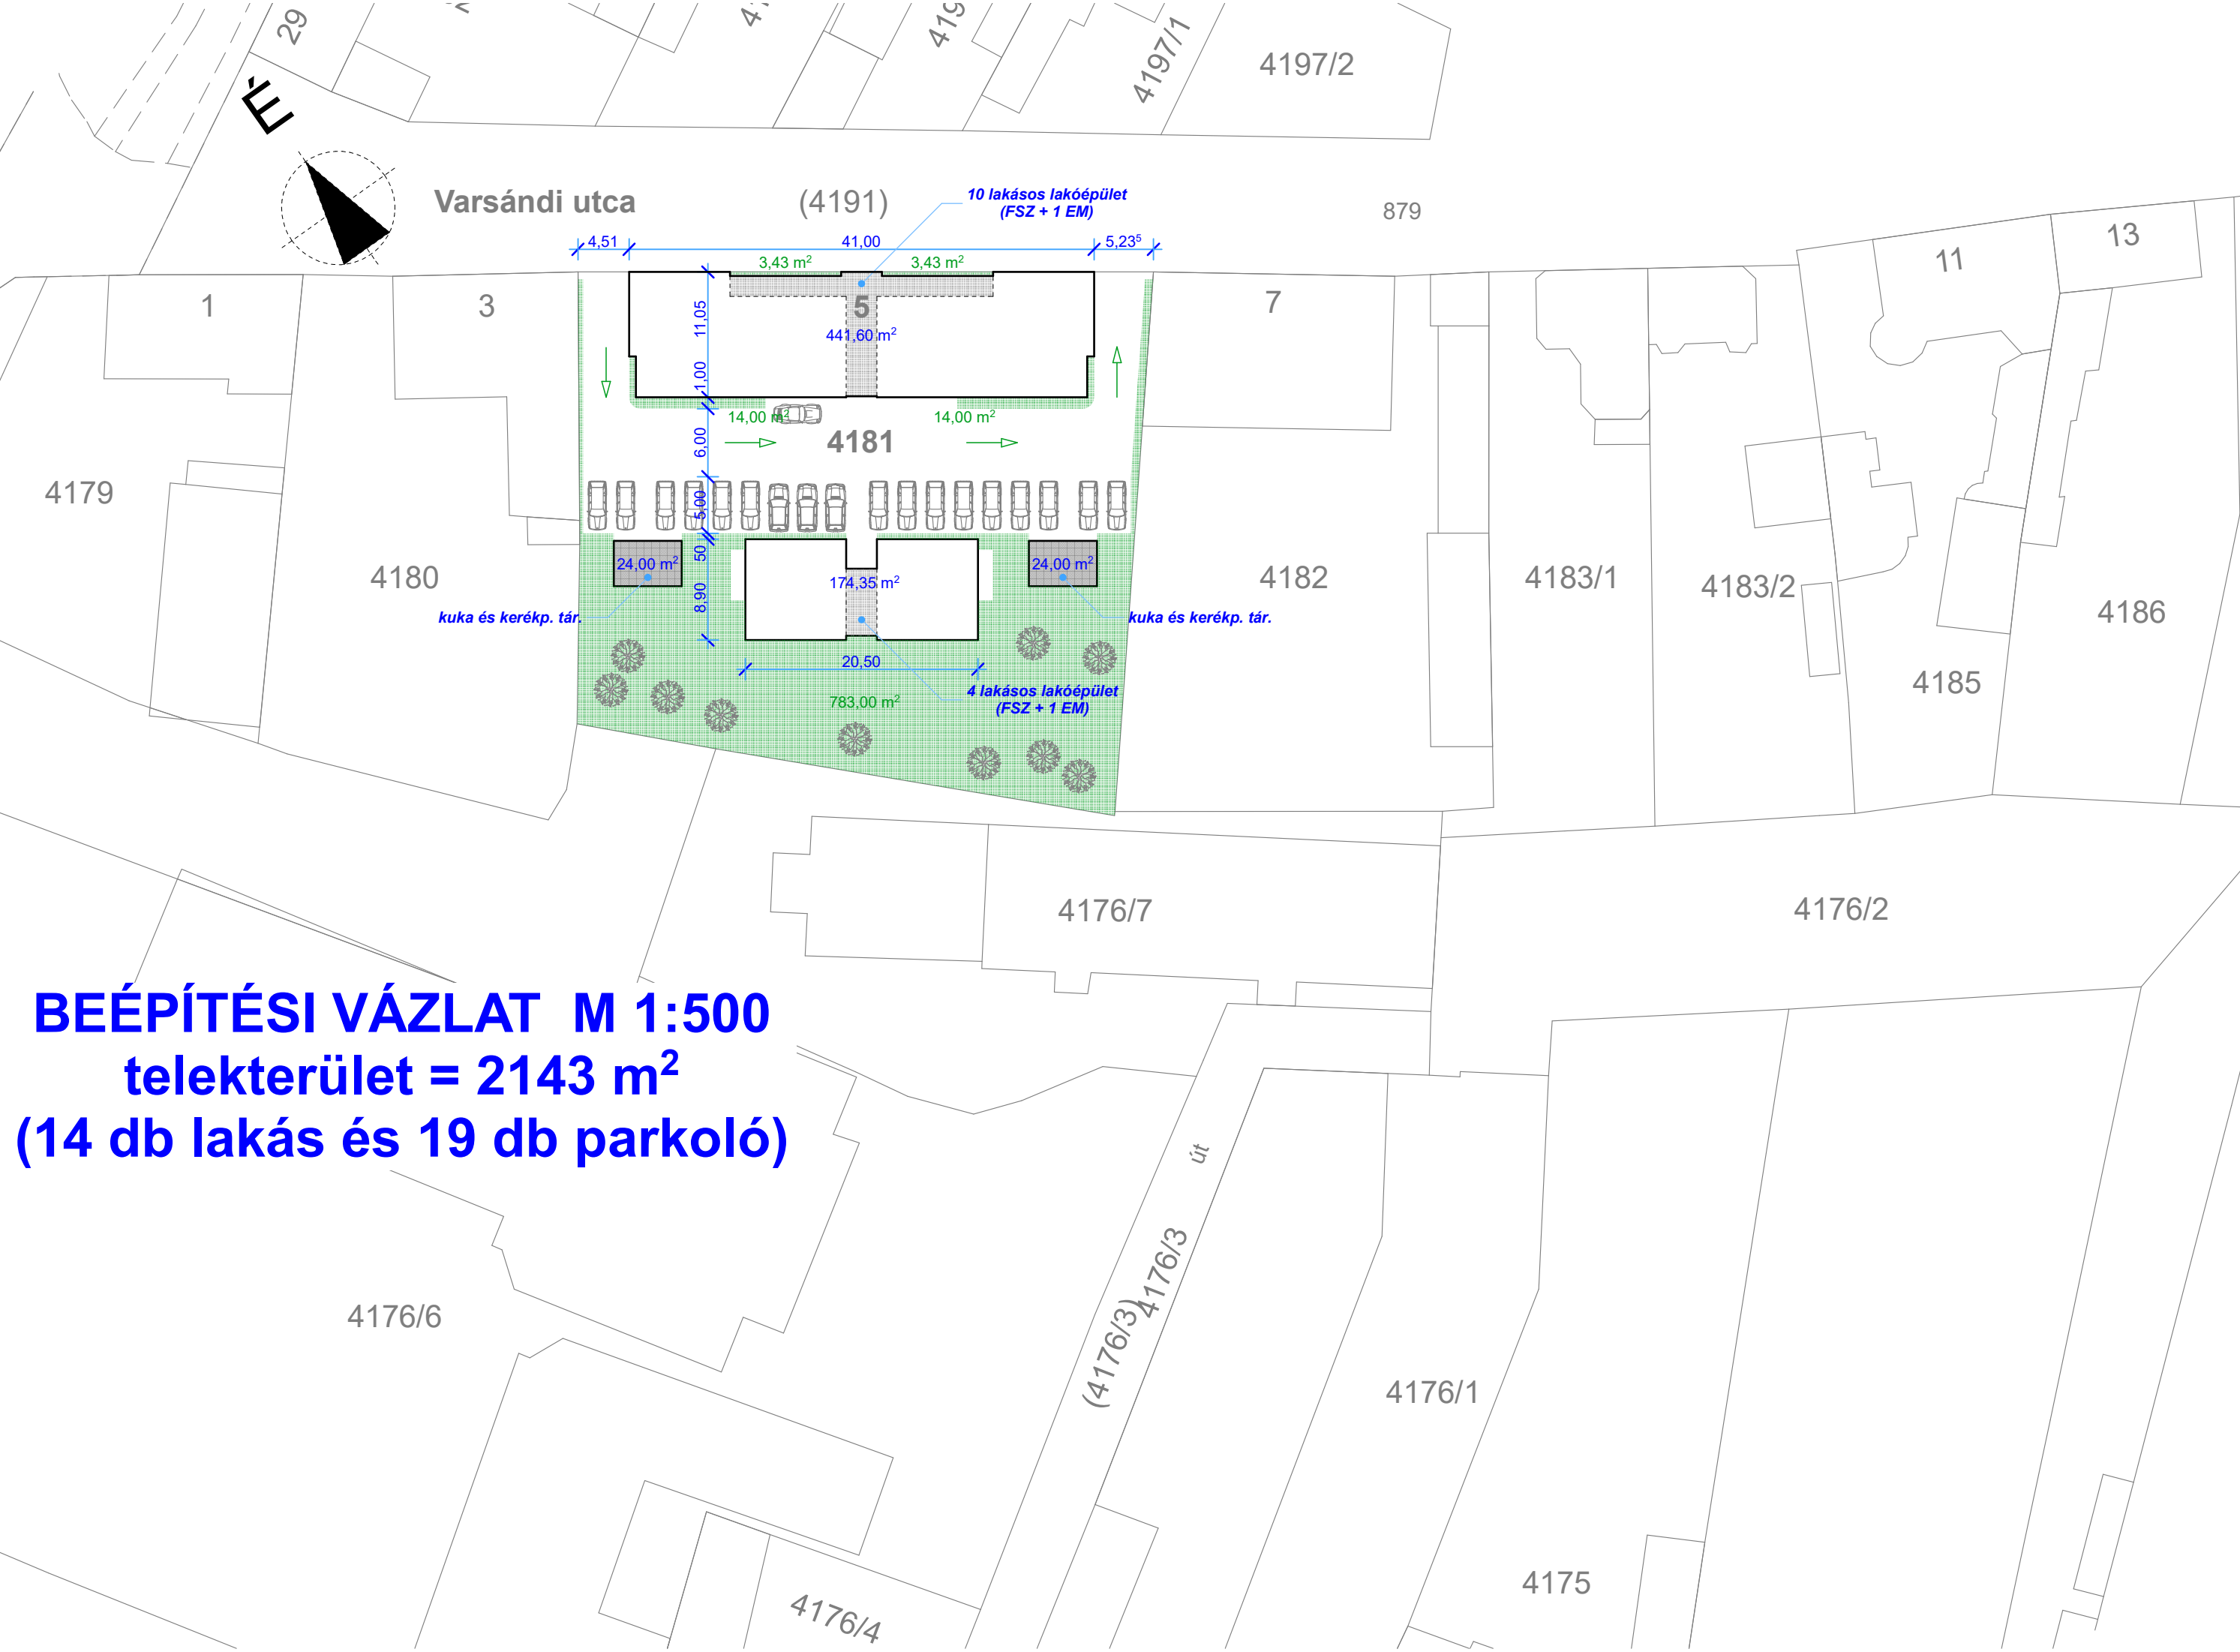 29
4197/1
4197/2
É
Varsándi utca
(4191)
10 lakásos lakóépület
(FSZ + 1 EM)
879
4,51
41,00
5,23⁵
3,43 m²
3,43 m²
1
3
5
7
11
13
11,05
441,60 m²
1,00
14,00 m²
14,00 m²
6,00
4181
5,00
4179
4180
4182
4183/1
4183/2
4186
4185
50
24,00 m²
174,35 m²
24,00 m²
8,90
kuka és kerékp. tár.
kuka és kerékp. tár.
20,50
4 lakásos lakóépület
(FSZ + 1 EM)
783,00 m²
4176/7
4176/2
BEÉPÍTÉSI VÁZLAT M 1:500
telekterület = 2143 m²
(14 db lakás és 19 db parkoló)
út
4176/3
(4176/3)
4176/6
4176/1
4175
4176/4